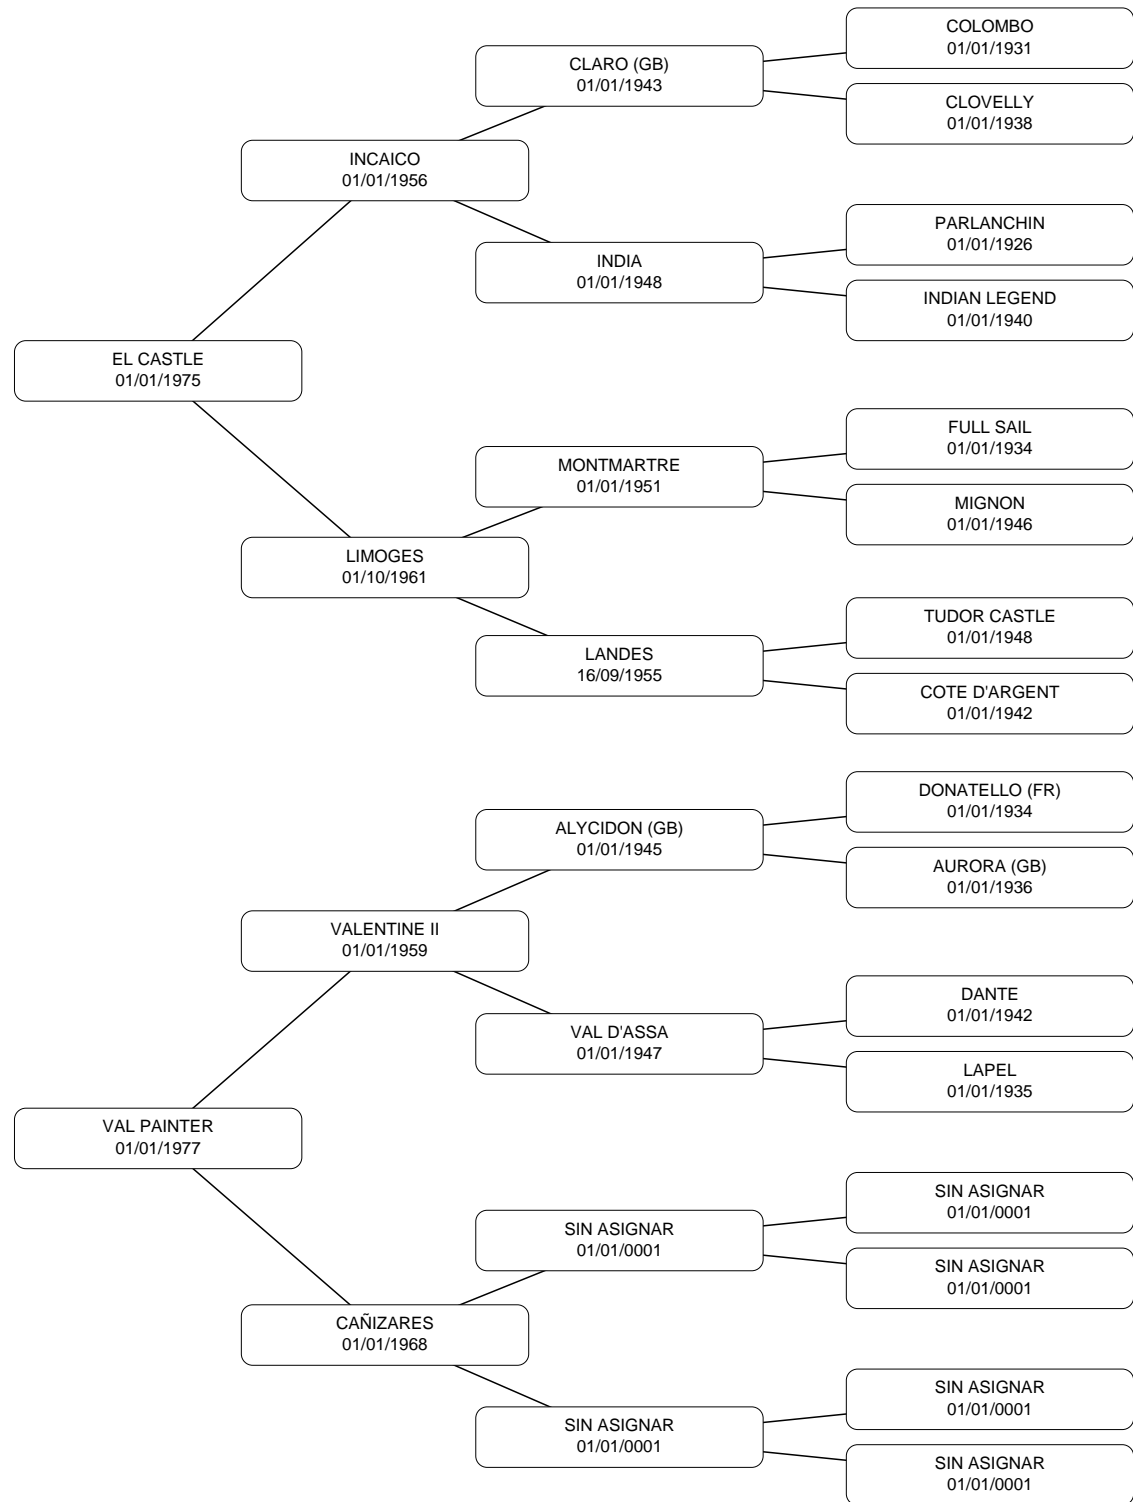 COLOMBO
01/01/1931
CLARO (GB)
01/01/1943
CLOVELLY
01/01/1938
INCAICO
01/01/1956
PARLANCHIN
01/01/1926
INDIA
01/01/1948
INDIAN LEGEND
01/01/1940
EL CASTLE
01/01/1975
FULL SAIL
01/01/1934
MONTMARTRE
01/01/1951
MIGNON
01/01/1946
LIMOGES
01/10/1961
TUDOR CASTLE
01/01/1948
LANDES
16/09/1955
COTE D'ARGENT
01/01/1942
DONATELLO (FR)
01/01/1934
ALYCIDON (GB)
01/01/1945
AURORA (GB)
01/01/1936
VALENTINE II
01/01/1959
DANTE
01/01/1942
VAL D'ASSA
01/01/1947
LAPEL
01/01/1935
VAL PAINTER
01/01/1977
SIN ASIGNAR
01/01/0001
SIN ASIGNAR
01/01/0001
SIN ASIGNAR
01/01/0001
CAÑIZARES
01/01/1968
SIN ASIGNAR
01/01/0001
SIN ASIGNAR
01/01/0001
SIN ASIGNAR
01/01/0001